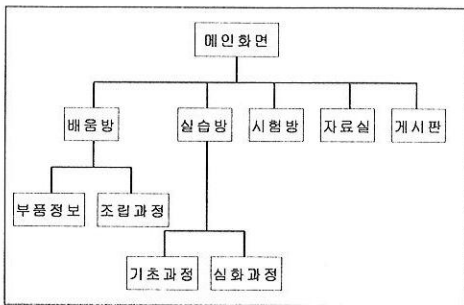 메인화면
배움방
실습방
시험방
자료실
게시판
부품정보
조립과정
기초과정
심화과정